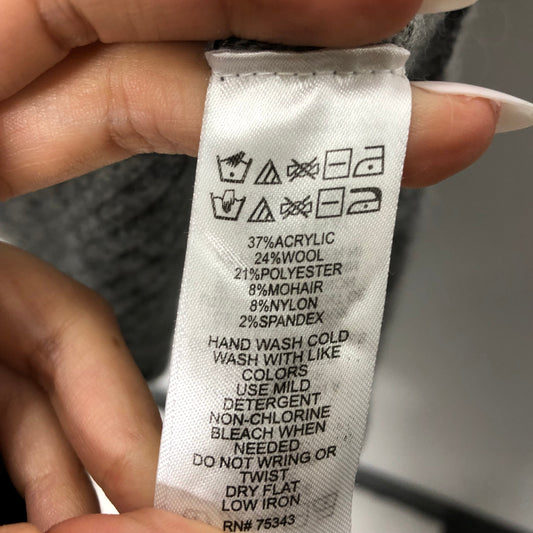 37%ACRYLIC
24%WOOL
21%POLYESTER
8%MOHAIR
8%NYLON
2%SPANDEX
HAND WASH COLD
WASH WITH LIKE
COLORS
USE MILD
DETERGENT
NON-CHLORINE
BLEACH WHEN
NEEDED
DO NOT WRING OR
TWIST
DRY FLAT
LOW IRON
RN# 75343